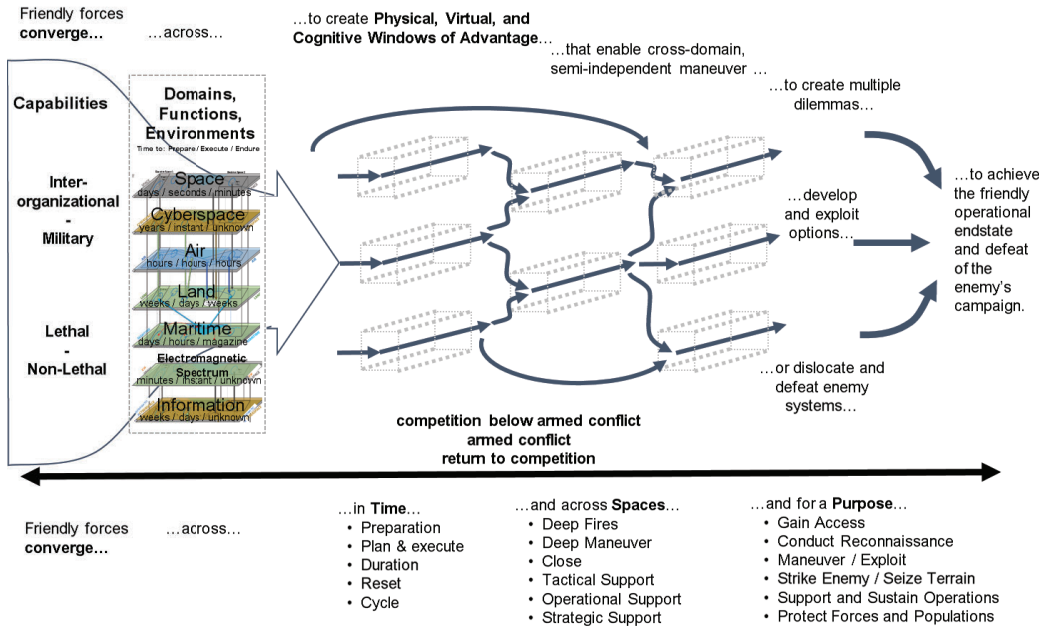 Friendly forces
converge…
…across…
…to create Physical, Virtual, and
Cognitive Windows of Advantage…
…that enable cross-domain,
semi-independent maneuver …
…to create multiple
dilemmas…
Capabilities
Inter-
organizational
-
Military
Lethal
-
Non-Lethal
Domains,
Functions,
Environments
Time to: Prepare / Execute / Endure
Space
days / seconds / minutes
Cyberspace
years / instant / unknown
Air
hours / hours / hours
Land
weeks / days / weeks
Maritime
days / hours / magazine
Electromagnetic
Spectrum
minutes / instant / unknown
Information
weeks / days / unknown
…develop
and exploit
options…
…or dislocate and
defeat enemy
systems…
…to achieve
the friendly
operational
endstate
and defeat
of the
enemy's
campaign.
competition below armed conflict
armed conflict
return to competition
Friendly forces
converge…
…across…
…in Time…
• Preparation
• Plan & execute
• Duration
• Reset
• Cycle
…and across Spaces…
• Deep Fires
• Deep Maneuver
• Close
• Tactical Support
• Operational Support
• Strategic Support
…and for a Purpose…
• Gain Access
• Conduct Reconnaissance
• Maneuver / Exploit
• Strike Enemy / Seize Terrain
• Support and Sustain Operations
• Protect Forces and Populations